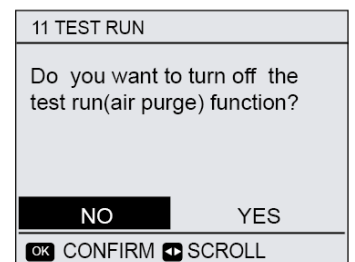 11 TEST RUN
Do you want to turn off the
test run(air purge) function?
NO YES
OK CONFIRM SCROLL